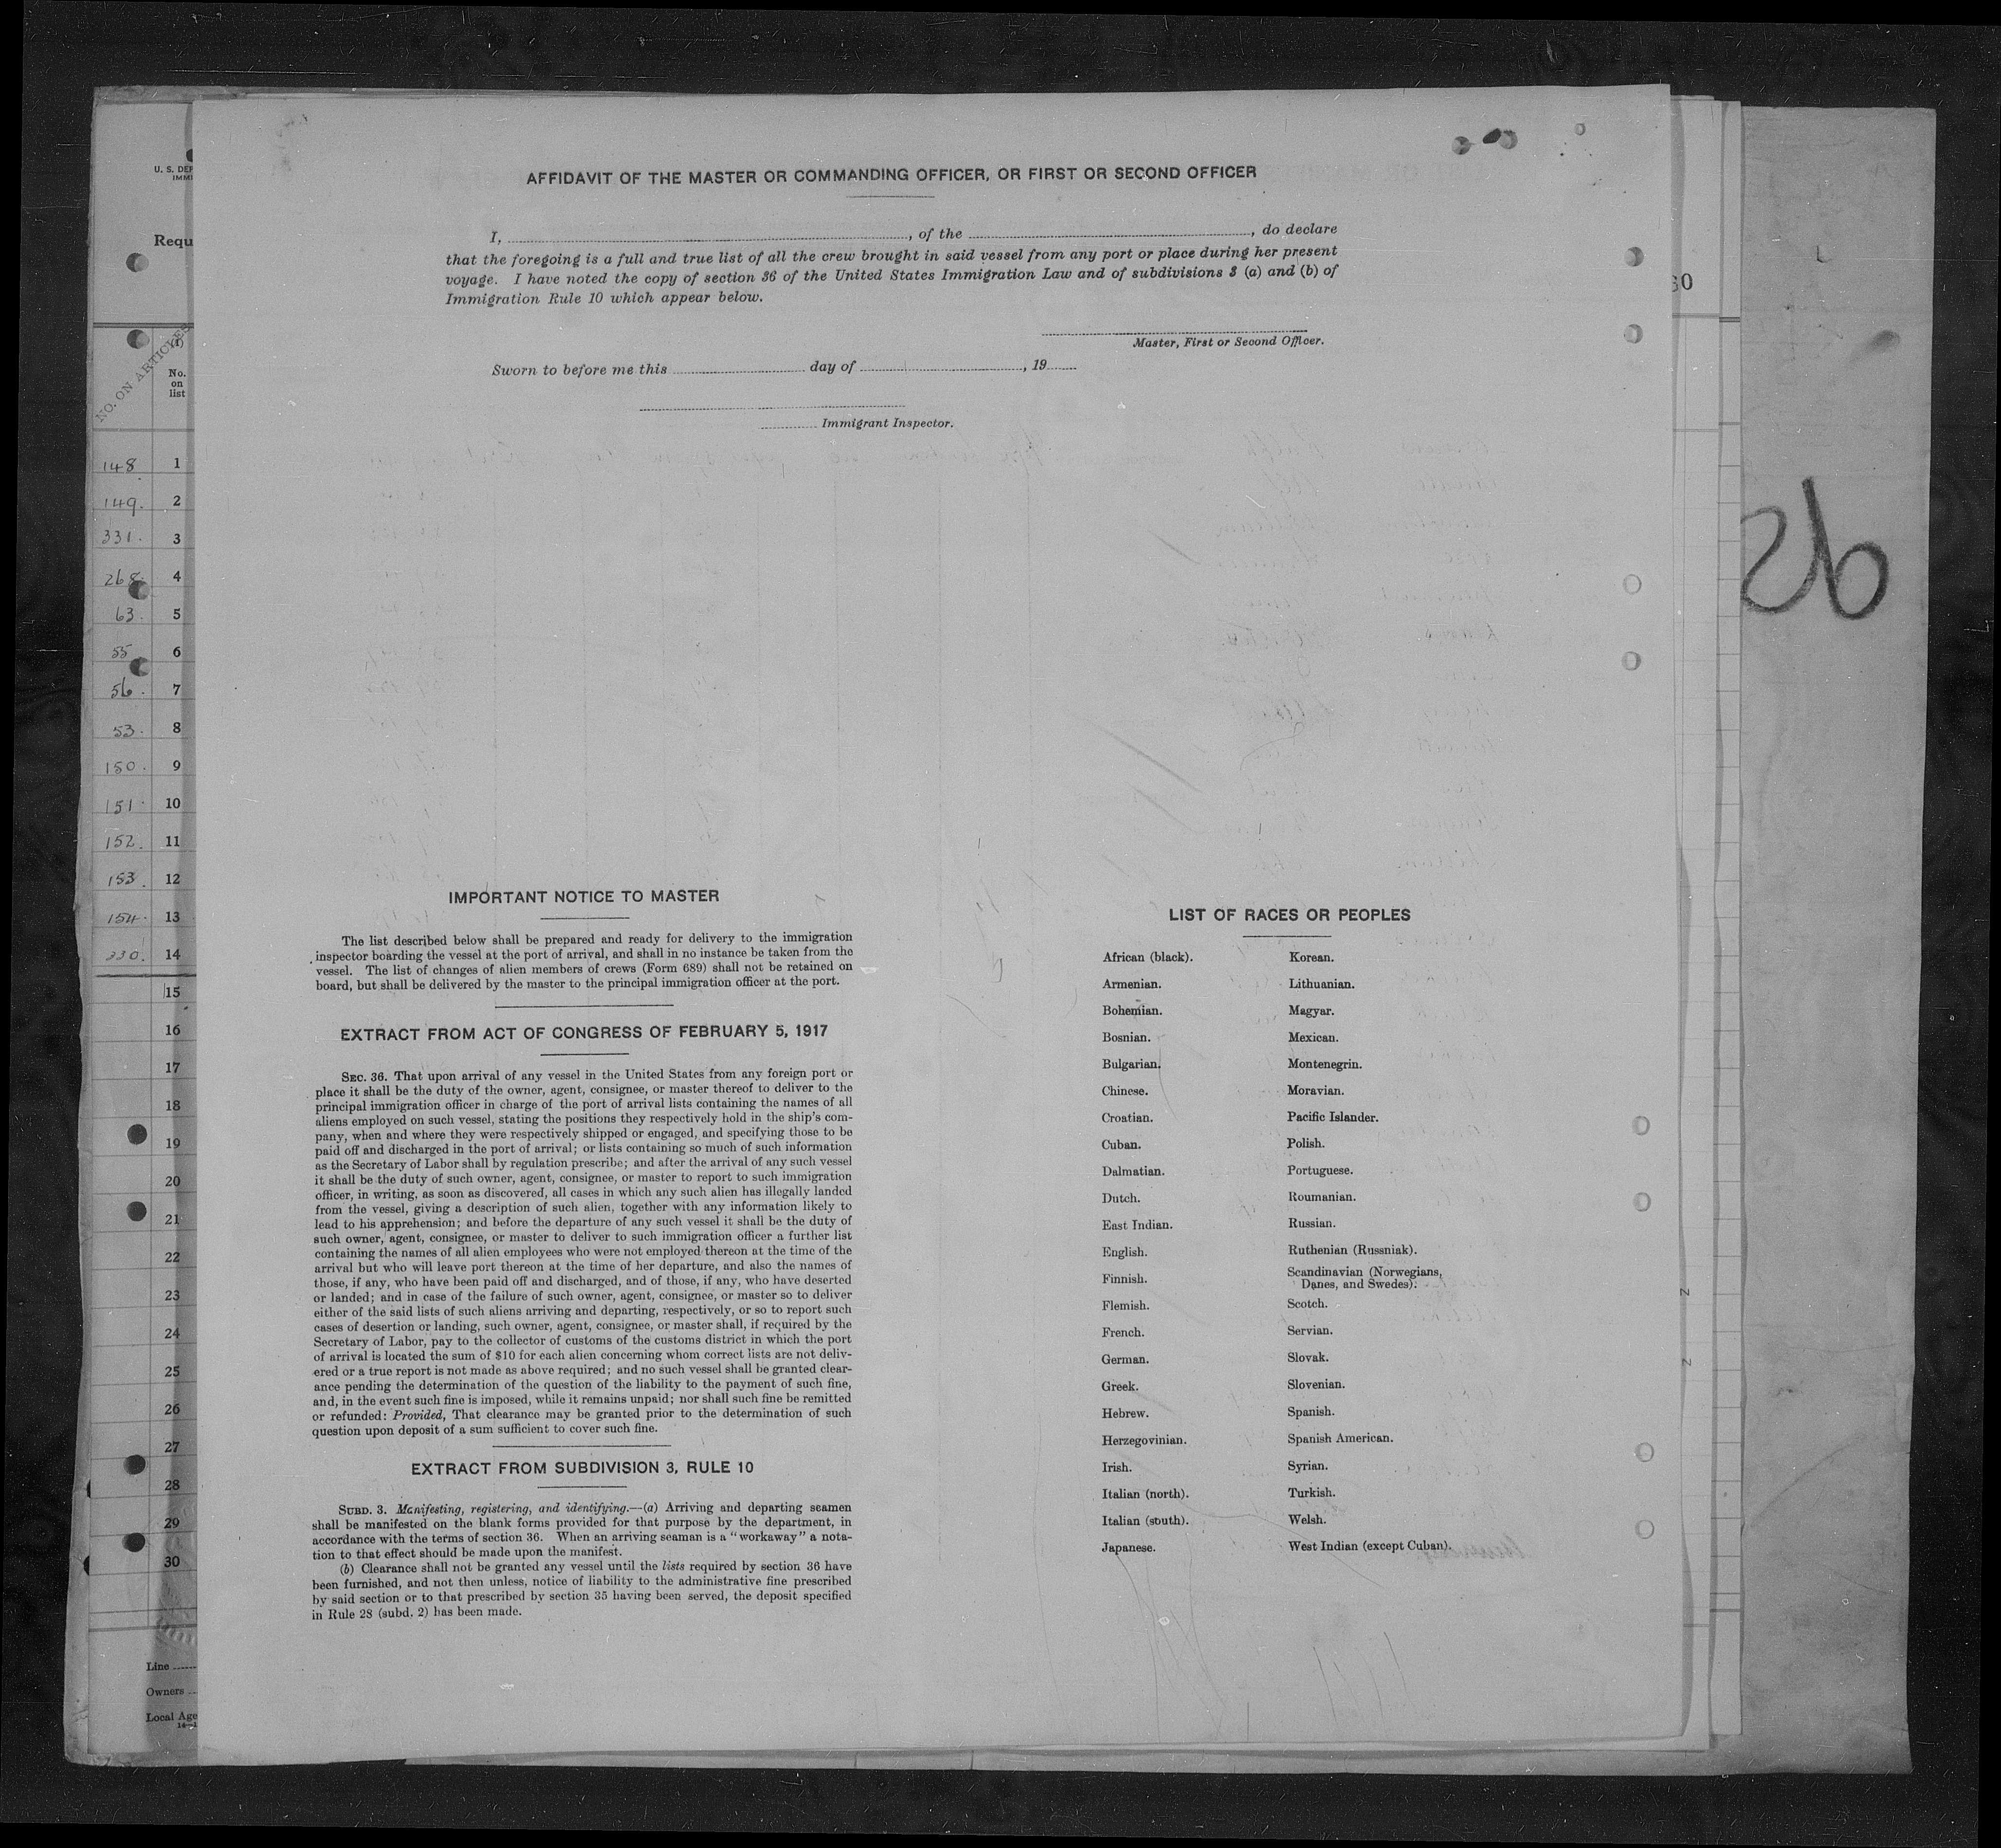 AFFIDAVIT OF THE MASTER OR COMMANDING OFFICER, OR FIRST OR SECOND OFFICER
I, ........, of the ........, do declare
that the foregoing is a full and true list of all the crew brought in said vessel from any port or place during her present
voyage. I have noted the copy of section 36 of the United States Immigration Law and of subdivisions 3 (a) and (b) of
Immigration Rule 10 which appear below.
Master, First or Second Officer.
Sworn to before me this ........ day of ........, 19....
Immigrant Inspector.
IMPORTANT NOTICE TO MASTER
The list described below shall be prepared and ready for delivery to the immigration
inspector boarding the vessel at the port of arrival, and shall in no instance be taken from the
vessel. The list of changes of alien members of crews (Form 689) shall not be retained on
board, but shall be delivered by the master to the principal immigration officer at the port.
EXTRACT FROM ACT OF CONGRESS OF FEBRUARY 5, 1917
SEC. 36. That upon arrival of any vessel in the United States from any foreign port or
place it shall be the duty of the owner, agent, consignee, or master thereof to deliver to the
principal immigration officer in charge of the port of arrival lists containing the names of all
aliens employed on such vessel, stating the positions they respectively hold in the ship's com-
pany, when and where they were respectively shipped or engaged, and specifying those to be
paid off and discharged in the port of arrival; or lists containing so much of such information
as the Secretary of Labor shall by regulation prescribe; and after the arrival of any such vessel
it shall be the duty of such owner, agent, consignee, or master to report to such immigration
officer, in writing, as soon as discovered, all cases in which any such alien has illegally landed
from the vessel, giving a description of such alien, together with any information likely to
lead to his apprehension; and before the departure of any such vessel it shall be the duty of
such owner, agent, consignee, or master to deliver to such immigration officer a further list
containing the names of all alien employees who were not employed thereon at the time of the
arrival but who will leave port thereon at the time of her departure, and also the names of
those, if any, who have been paid off and discharged, and of those, if any, who have deserted
or landed; and in case of the failure of such owner, agent, consignee, or master so to deliver
either of the said lists of such aliens arriving and departing, respectively, or so to report such
cases of desertion or landing, such owner, agent, consignee, or master shall, if required by the
Secretary of Labor, pay to the collector of customs of the customs district in which the port
of arrival is located the sum of $10 for each alien concerning whom correct lists are not deliv-
ered or a true report is not made as above required; and no such vessel shall be granted clear-
ance pending the determination of the question of the liability to the payment of such fine,
and, in the event such fine is imposed, while it remains unpaid; nor shall such fine be remitted
or refunded: Provided, That clearance may be granted prior to the determination of such
question upon deposit of a sum sufficient to cover such fine.
EXTRACT FROM SUBDIVISION 3, RULE 10
SUBD. 3. Manifesting, registering, and identifying.—(a) Arriving and departing seamen
shall be manifested on the blank forms provided for that purpose by the department, in
accordance with the terms of section 36. When an arriving seaman is a "workaway" a nota-
tion to that effect should be made upon the manifest.
(b) Clearance shall not be granted any vessel until the lists required by section 36 have
been furnished, and not then unless, notice of liability to the administrative fine prescribed
by said section or to that prescribed by section 35 having been served, the deposit specified
in Rule 28 (subd. 2) has been made.
LIST OF RACES OR PEOPLES
African (black).
Armenian.
Bohemian.
Bosnian.
Bulgarian.
Chinese.
Croatian.
Cuban.
Dalmatian.
Dutch.
East Indian.
English.
Finnish.
Flemish.
French.
German.
Greek.
Hebrew.
Herzegovinian.
Irish.
Italian (north).
Italian (south).
Japanese.
Korean.
Lithuanian.
Magyar.
Mexican.
Montenegrin.
Moravian.
Pacific Islander.
Polish.
Portuguese.
Roumanian.
Russian.
Ruthenian (Russniak).
Scandinavian (Norwegians,
Danes, and Swedes).
Scotch.
Servian.
Slovak.
Slovenian.
Spanish.
Spanish American.
Syrian.
Turkish.
Welsh.
West Indian (except Cuban).
U. S. DEP
IMMI
Requ
NO. ON ARTICLES
No.
on
list
148 1
149. 2
331. 3
268 4
63. 5
55 6
56. 7
53. 8
150. 9
151. 10
152. 11
153. 12
154. 13
330. 14
15
16
17
18
19
20
21
22
23
24
25
26
27
28
29
30
Line
Owners
Local Age
26